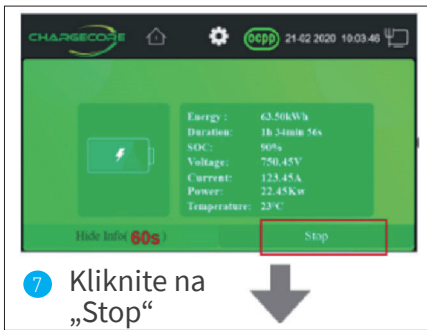 CHARGECORE ocpp 21-02 2020 10:03:46
Energy : 63.50kWh
Duration: 1h 34min 56s
SOC: 90%
Voltage: 750.45V
Current: 123.45A
Power: 22.45Kw
Temperature: 23°C
Hide Info( 60s ) Stop
7 Kliknite na
„Stop“